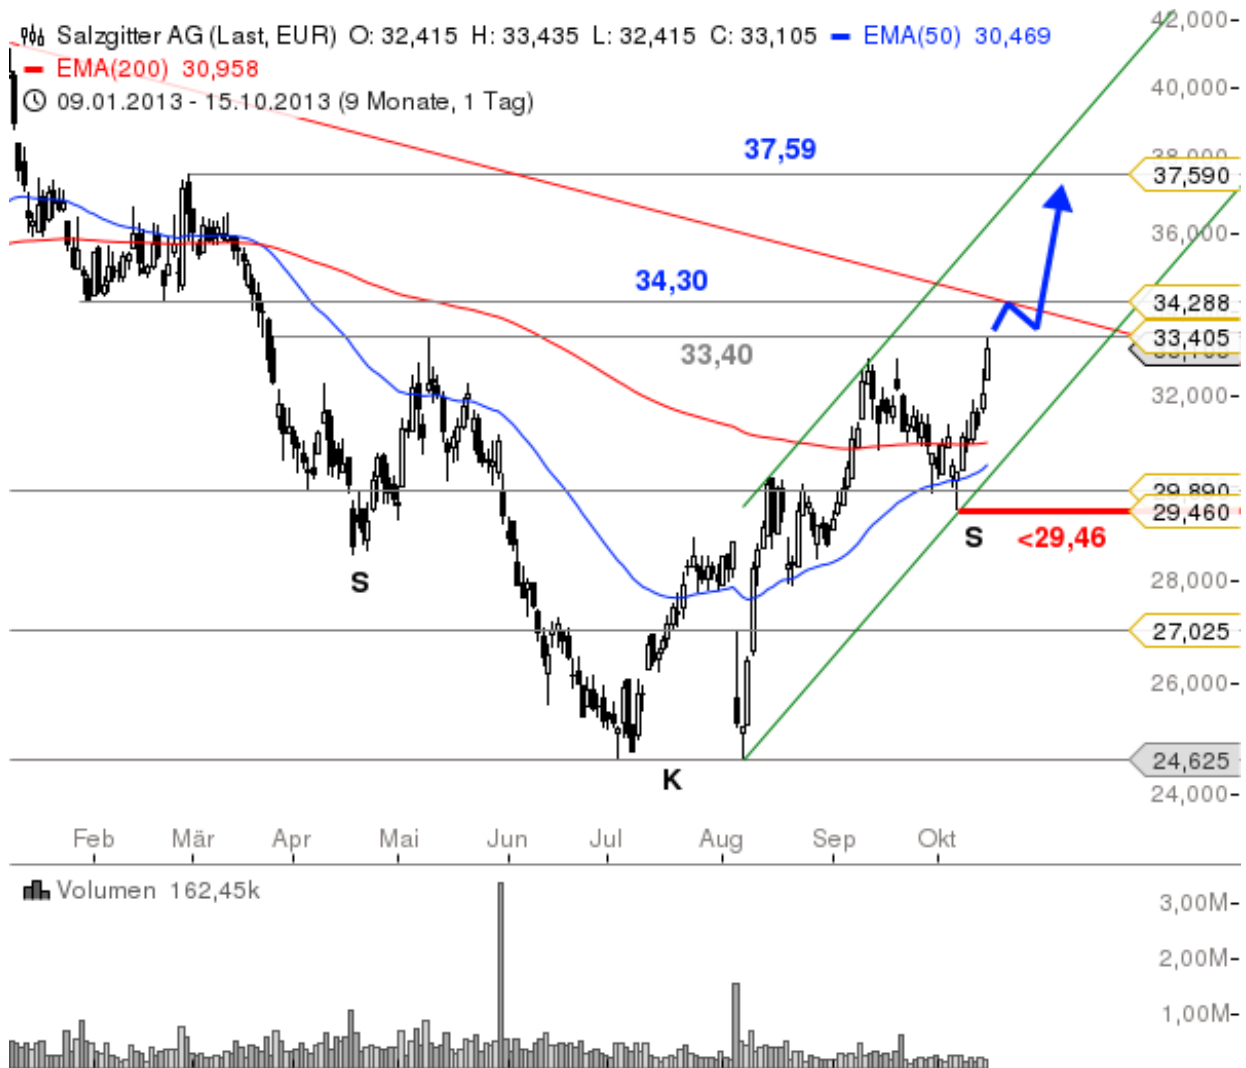 Salzgitter AG (Last, EUR) O: 32,415 H: 33,435 L: 32,415 C: 33,105 EMA(50) 30,469
EMA(200) 30,958
09.01.2013 - 15.10.2013 (9 Monate, 1 Tag)
42,000
40,000
37,59
37,590
36,000
34,30
34,288
33,405
33,40
32,000
29,890
29,460
S
<29,46
S
28,000
27,025
26,000
24,625
K
24,000
Feb Mär Apr Mai Jun Jul Aug Sep Okt
Volumen 162,45k
3,00M
2,00M
1,00M